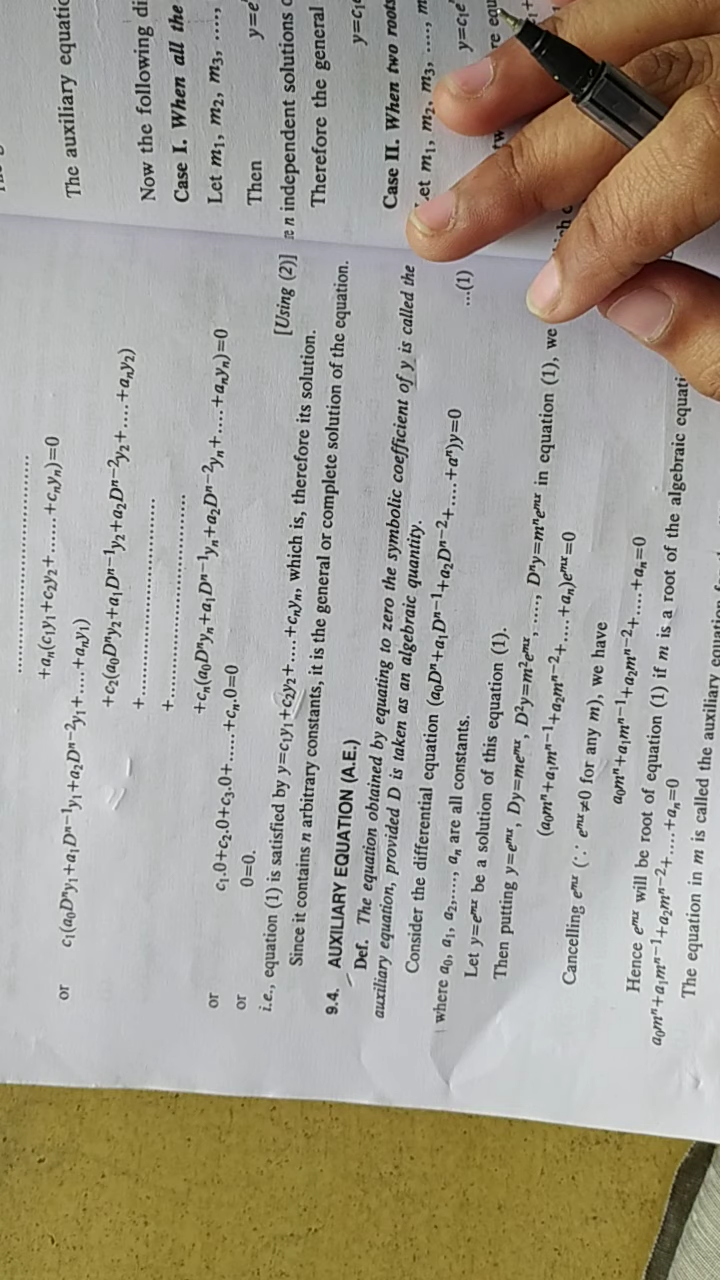 ..............................
+aₙ(c₁y₁+c₂y₂+......+cₙyₙ)=0
or c₁(a₀Dⁿy₁+a₁Dⁿ⁻¹y₁+a₂Dⁿ⁻²y₁+....+aₙy₁)
+c₂(a₀Dⁿy₂+a₁Dⁿ⁻¹y₂+a₂Dⁿ⁻²y₂+....+aₙy₂)
+..............................
+..............................
+cₙ(a₀Dⁿyₙ+a₁Dⁿ⁻¹yₙ+a₂Dⁿ⁻²yₙ+....+aₙyₙ)=0
or c₁.0+c₂.0+c₃.0+......+cₙ.0=0
or 0=0. [Using (2)]
i.e., equation (1) is satisfied by y=c₁y₁+c₂y₂+....+cₙyₙ, which is, therefore its solution.
Since it contains n arbitrary constants, it is the general or complete solution of the equation.
9.4. AUXILIARY EQUATION (A.E.)
Def. The equation obtained by equating to zero the symbolic coefficient of y is called the
auxiliary equation, provided D is taken as an algebraic quantity.
Consider the differential equation (a₀Dⁿ+a₁Dⁿ⁻¹+a₂Dⁿ⁻²+....+aⁿ)y=0 ...(1)
where a₀, a₁, a₂,...., aₙ are all constants.
Let y=eᵐˣ be a solution of this equation (1).
Then putting y=eᵐˣ, Dy=meᵐˣ, D²y=m²eᵐˣ, ...., Dⁿy=mⁿeᵐˣ in equation (1), we
(a₀mⁿ+a₁mⁿ⁻¹+a₂mⁿ⁻²+....+aₙ)eᵐˣ=0
Cancelling eᵐˣ (∵ eᵐˣ≠0 for any m), we have
a₀mⁿ+a₁mⁿ⁻¹+a₂mⁿ⁻²+....+aₙ=0
Hence eᵐˣ will be root of equation (1) if m is a root of the algebraic equati
a₀mⁿ+a₁mⁿ⁻¹+a₂mⁿ⁻²+....+aₙ=0
The equation in m is called the auxiliary equation
The auxiliary equatio
Now the following di
Case I. When all the
Let m₁, m₂, m₃, ....,
Then y=e
n independent solutions
Therefore the general
y=c₁
Case II. When two roots
Let m₁, m₂, m₃, ...., m
y=c₁e